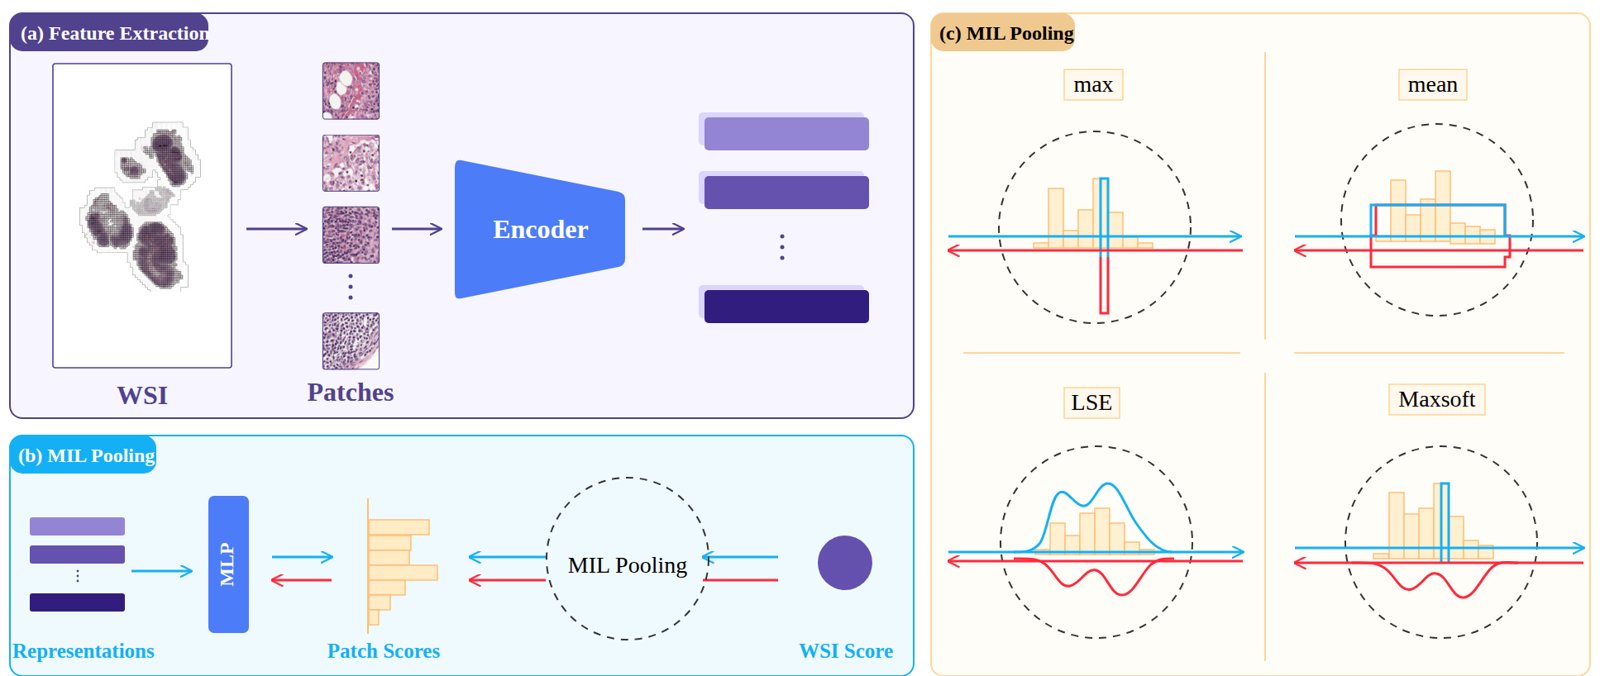 (a) Feature Extraction
WSI
Patches
Encoder
(b) MIL Pooling
Representations
MLP
Patch Scores
MIL Pooling
WSI Score
(c) MIL Pooling
max
mean
LSE
Maxsoft